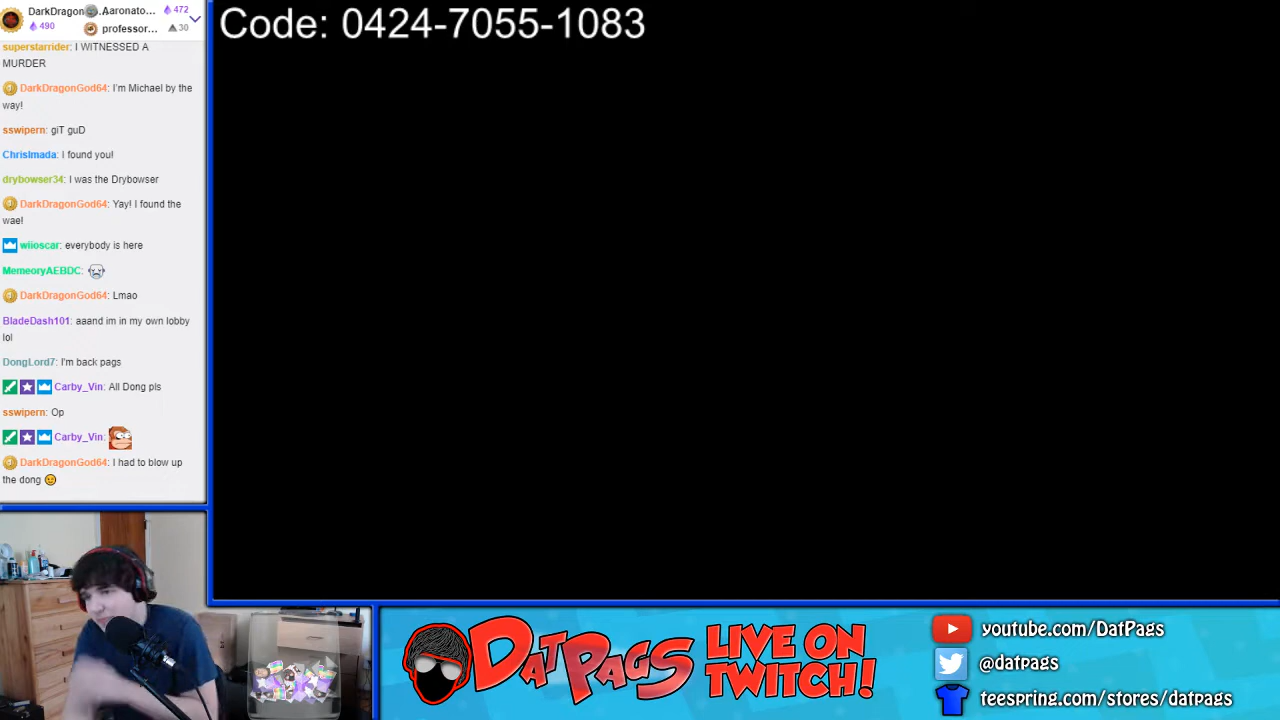 DarkDragon...
490
Aaronato...
472
professor...
30
superstarrider: I WITNESSED A
MURDER
DarkDragonGod64: I'm Michael by the
way!
sswipern: giT guD
ChrisImada: I found you!
drybowser34: I was the Drybowser
DarkDragonGod64: Yay! I found the
wae!
wiioscar: everybody is here
MemeoryAEBDC:
DarkDragonGod64: Lmao
BladeDash101: aaand im in my own lobby
lol
DongLord7: I'm back pags
Carby_Vin: All Dong pls
sswipern: Op
Carby_Vin:
DarkDragonGod64: I had to blow up
the dong
Code: 0424-7055-1083
DATPAGS
LIVE ON
TWITCH!
youtube.com/DatPags
@datpags
teespring.com/stores/datpags